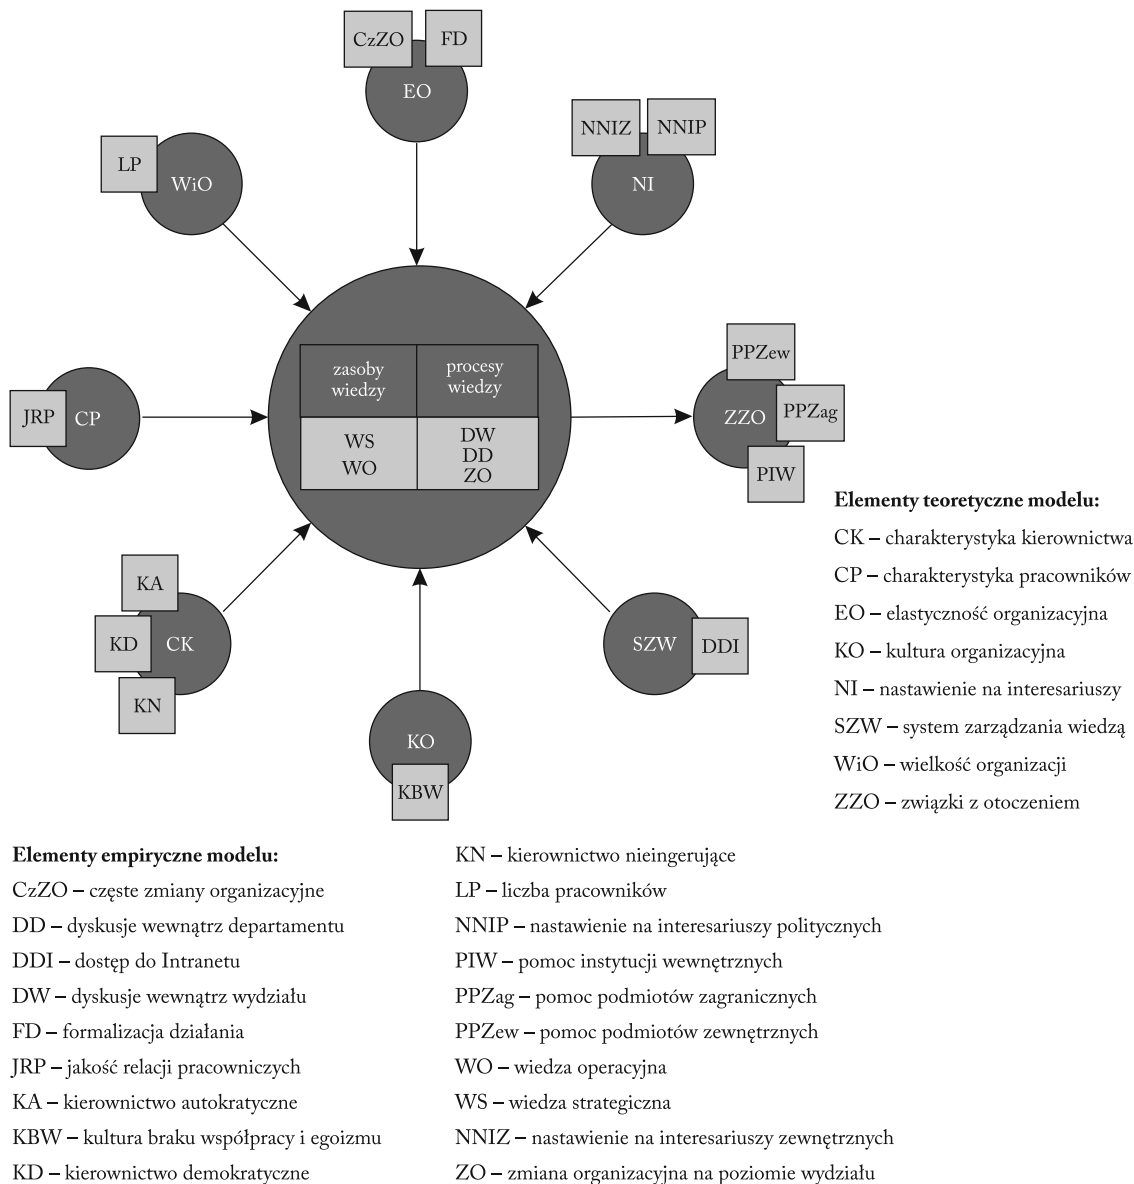 CzZO
FD
EO
NNIZ
NNIP
NI
LP
WiO
zasoby
wiedzy
procesy
wiedzy
WS
WO
DW
DD
ZO
JRP
CP
PPZew
PPZag
ZZO
PIW
KA
KD
CK
KN
KO
KBW
SZW
DDI
Elementy teoretyczne modelu:
CK – charakterystyka kierownictwa
CP – charakterystyka pracowników
EO – elastyczność organizacyjna
KO – kultura organizacyjna
NI – nastawienie na interesariuszy
SZW – system zarządzania wiedzą
WiO – wielkość organizacji
ZZO – związki z otoczeniem
Elementy empiryczne modelu:
CzZO – częste zmiany organizacyjne
DD – dyskusje wewnątrz departamentu
DDI – dostęp do Intranetu
DW – dyskusje wewnątrz wydziału
FD – formalizacja działania
JRP – jakość relacji pracowniczych
KA – kierownictwo autokratyczne
KBW – kultura braku współpracy i egoizmu
KD – kierownictwo demokratyczne
KN – kierownictwo nieingerujące
LP – liczba pracowników
NNIP – nastawienie na interesariuszy politycznych
PIW – pomoc instytucji wewnętrznych
PPZag – pomoc podmiotów zagranicznych
PPZew – pomoc podmiotów zewnętrznych
WO – wiedza operacyjna
WS – wiedza strategiczna
NNIZ – nastawienie na interesariuszy zewnętrznych
ZO – zmiana organizacyjna na poziomie wydziału